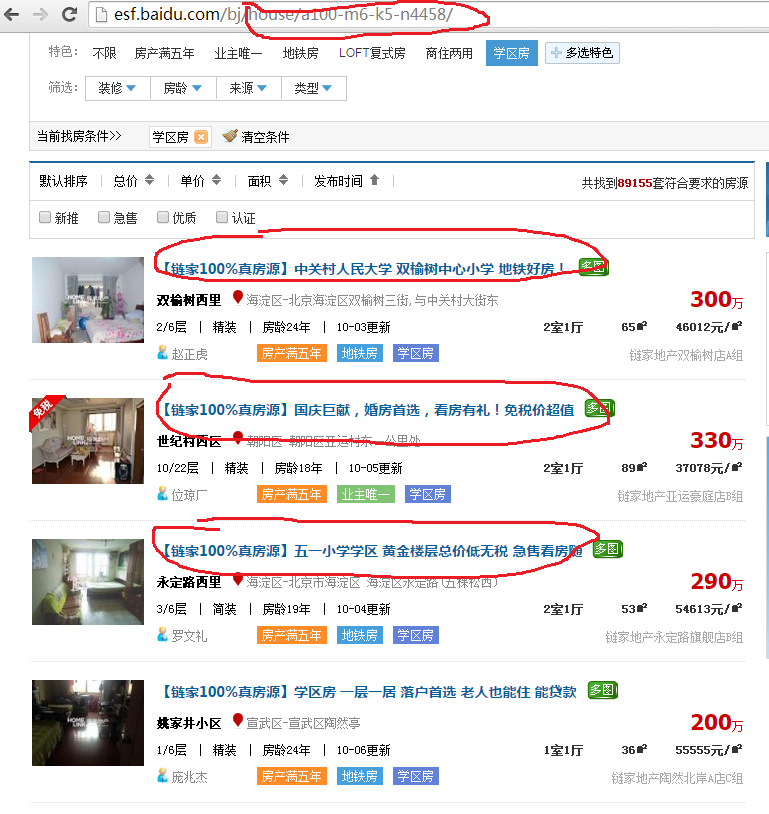 esf.baidu.com/bj/house/a100-m6-k5-n4458/
特色： 不限 房产满五年 业主唯一 地铁房 LOFT复式房 商住两用 学区房 多选特色
筛选： 装修 房龄 来源 类型
当前找房条件>> 学区房 清空条件
默认排序 总价 单价 面积 发布时间 共找到89155套符合要求的房源
新推 急售 优质 认证
【链家100%真房源】中关村人民大学 双榆树中心小学 地铁好房！ 多图
双榆树西里 海淀区-北京海淀区双榆树三街,与中关村大街东 300万
2/6层 | 精装 | 房龄24年 | 10-03更新 2室1厅 65㎡ 46012元/㎡
赵正虎 房产满五年 地铁房 学区房 链家地产双榆树店A组
免税
【链家100%真房源】国庆巨献，婚房首选，看房有礼！免税价超值 多图
世纪村西区 朝阳区-朝阳区亚运村东一公里处 330万
10/22层 | 精装 | 房龄18年 | 10-05更新 2室1厅 89㎡ 37078元/㎡
位琼厂 房产满五年 业主唯一 学区房 链家地产亚运豪庭店B组
【链家100%真房源】五一小学学区 黄金楼层总价低无税 急售看房随 多图
永定路西里 海淀区-北京市海淀区 海淀区永定路(五棵松西) 290万
3/6层 | 简装 | 房龄19年 | 10-04更新 2室1厅 53㎡ 54613元/㎡
罗文礼 房产满五年 地铁房 学区房 链家地产永定路旗舰店B组
【链家100%真房源】学区房 一层一居 落户首选 老人也能住 能贷款 多图
姚家井小区 宣武区-宣武区陶然亭 200万
1/6层 | 精装 | 房龄24年 | 10-06更新 1室1厅 36㎡ 55555元/㎡
庞兆杰 房产满五年 地铁房 学区房 链家地产陶然北岸A店C组